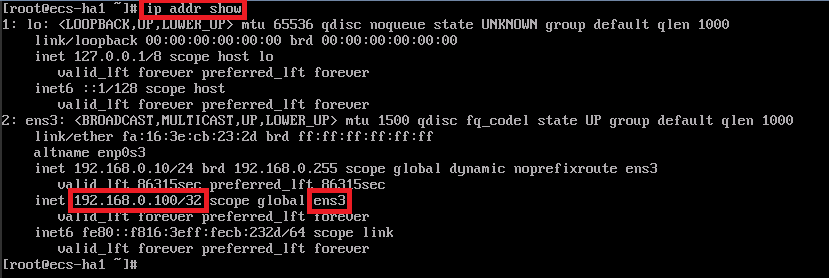 [root@ecs-ha1 ~]# ip addr show
1: lo: <LOOPBACK,UP,LOWER_UP> mtu 65536 qdisc noqueue state UNKNOWN group default qlen 1000
link/loopback 00:00:00:00:00:00 brd 00:00:00:00:00:00
inet 127.0.0.1/8 scope host lo
valid_lft forever preferred_lft forever
inet6 ::1/128 scope host
valid_lft forever preferred_lft forever
2: ens3: <BROADCAST,MULTICAST,UP,LOWER_UP> mtu 1500 qdisc fq_codel state UP group default qlen 1000
link/ether fa:16:3e:cb:23:2d brd ff:ff:ff:ff:ff:ff
altname enp0s3
inet 192.168.0.10/24 brd 192.168.0.255 scope global dynamic noprefixroute ens3
valid_lft 86315sec preferred_lft 86315sec
inet 192.168.0.100/32 scope global ens3
valid_lft forever preferred_lft forever
inet6 fe80::f816:3eff:fecb:232d/64 scope link
valid_lft forever preferred_lft forever
[root@ecs-ha1 ~]#